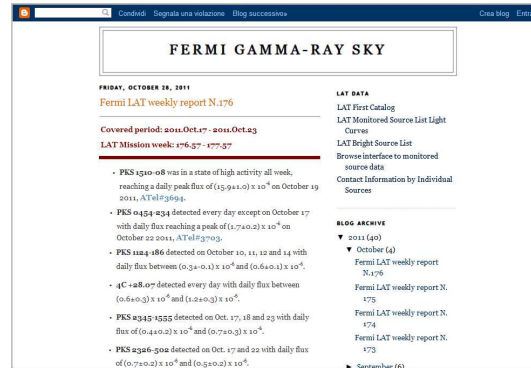 Condividi Segnala una violazione Blog successivo» Crea blog Entra
FERMI GAMMA-RAY SKY
FRIDAY, OCTOBER 28, 2011
Fermi LAT weekly report N.176
Covered period: 2011.Oct.17 - 2011.Oct.23
LAT Mission week: 176.57 - 177.57
• PKS 1510-08 was in a state of high activity all week,
reaching a daily peak flux of (15.9±1.0) x 10⁻⁶ on October 19
2011, ATel#3694.
• PKS 0454-234 detected every day except on October 17
with daily flux reaching a peak of (1.7±0.2) x 10⁻⁶ on
October 22 2011, ATel#3703.
• PKS 1124-186 detected on October 10, 11, 12 and 14 with
daily flux between (0.3±-0.1) x 10⁻⁶ and (0.6±0.1) x 10⁻⁶.
• 4C +28.07 detected every day with daily flux between
(0.6±0.3) x 10⁻⁶ and (1.2±0.3) x 10⁻⁶.
• PKS 2345-1555 detected on Oct. 17, 18 and 23 with daily
flux of (0.4±0.2) x 10⁻⁶ and (0.7±0.3) x 10⁻⁶.
• PKS 2326-502 detected on Oct. 17 and 22 with daily flux
of (0.7±0.2) x 10⁻⁶ and (0.5±0.2) x 10⁻⁶.
LAT DATA
LAT First Catalog
LAT Monitored Source List Light
Curves
LAT Bright Source List
Browse interface to monitored
source data
Contact Information by Individual
Sources
BLOG ARCHIVE
▼ 2011 (40)
▼ October (4)
Fermi LAT weekly report
N.176
Fermi LAT weekly report N.
175
Fermi LAT weekly report N.
174
Fermi LAT weekly report N.
173
► September (6)